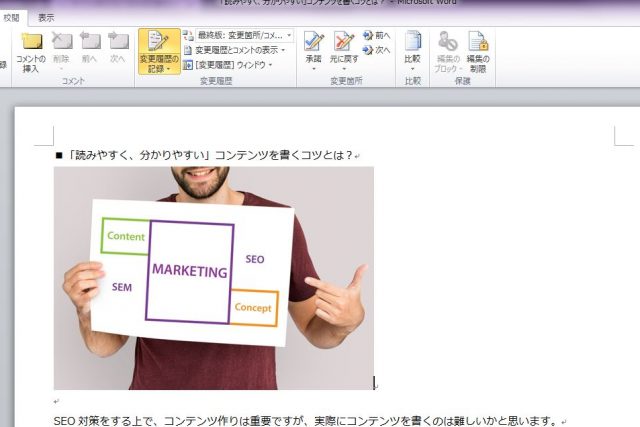 「読みやすく、分かりやすい」コンテンツを書くコツとは？ - Microsoft Word
校閲 表示
コメントの挿入 削除 前へ 次へ
コメント
変更履歴の記録
最終版: 変更箇所/コメ...
変更履歴とコメントの表示
[変更履歴] ウィンドウ
変更履歴
承諾 元に戻す 前へ 次へ
変更箇所
比較
比較
編集のブロック 編集の制限
保護
■「読みやすく、分かりやすい」コンテンツを書くコツとは？
Content
MARKETING
SEO
SEM
Concept
SEO 対策をする上で、コンテンツ作りは重要ですが、実際にコンテンツを書くのは難しいかと思います。